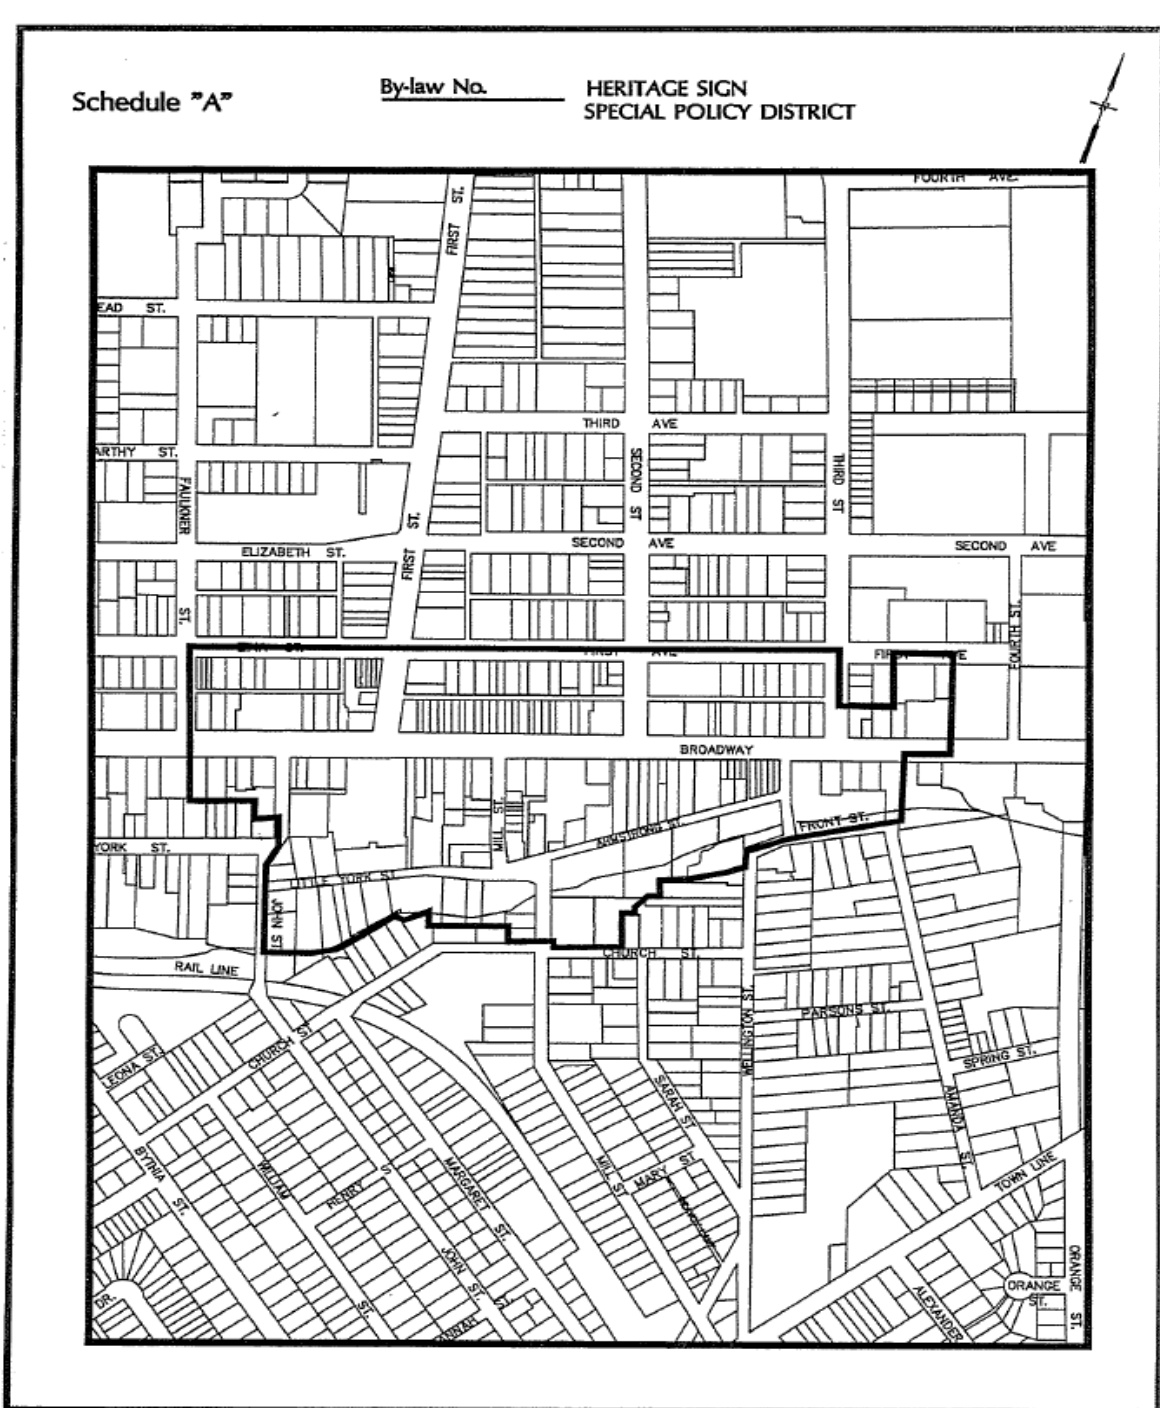 Schedule "A"
By-law No.
HERITAGE SIGN
SPECIAL POLICY DISTRICT
FOURTH AVE.
FIRST ST.
EAD ST.
THIRD AVE
ARTHY ST.
FAULKNER ST.
SECOND ST
THIRD ST
FIRST ST.
ELIZABETH ST.
SECOND AVE
SECOND AVE
FOURTH ST.
FIRST AVE
FIRST AVE
BROADWAY
MILL ST.
ARMSTRONG ST.
FRONT ST.
YORK ST.
LITTLE YORK ST.
JOHN ST
CHURCH ST.
RAIL LINE
WELLINGTON ST.
PARSONS ST.
CHURCH ST
LEONA ST.
SPRING ST.
SARAH ST
AMANDA ST.
BYTHIA ST.
WILLIAM ST.
HENRY S
MARGARET ST.
MILL ST
MARY ST
TOWN LINE
JOHN ST.
ORANGE ST.
ORANGE ST.
DR.
ANNAH ST
ALEXANDER